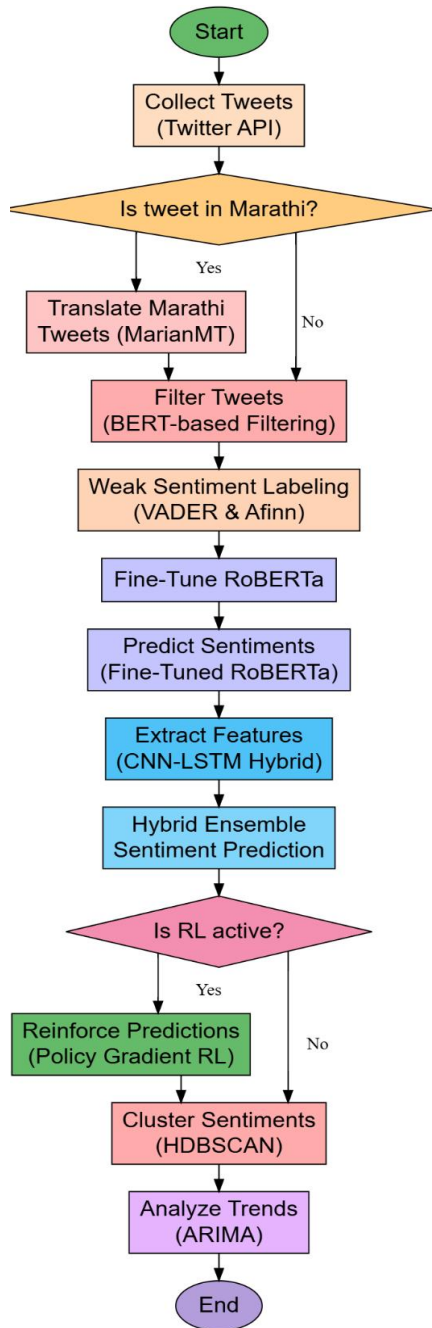 Start
Collect Tweets
(Twitter API)
Is tweet in Marathi?
Yes
Translate Marathi
Tweets (MarianMT)
No
Filter Tweets
(BERT-based Filtering)
Weak Sentiment Labeling
(VADER & Afinn)
Fine-Tune RoBERTa
Predict Sentiments
(Fine-Tuned RoBERTa)
Extract Features
(CNN-LSTM Hybrid)
Hybrid Ensemble
Sentiment Prediction
Is RL active?
Yes
Reinforce Predictions
(Policy Gradient RL)
No
Cluster Sentiments
(HDBSCAN)
Analyze Trends
(ARIMA)
End